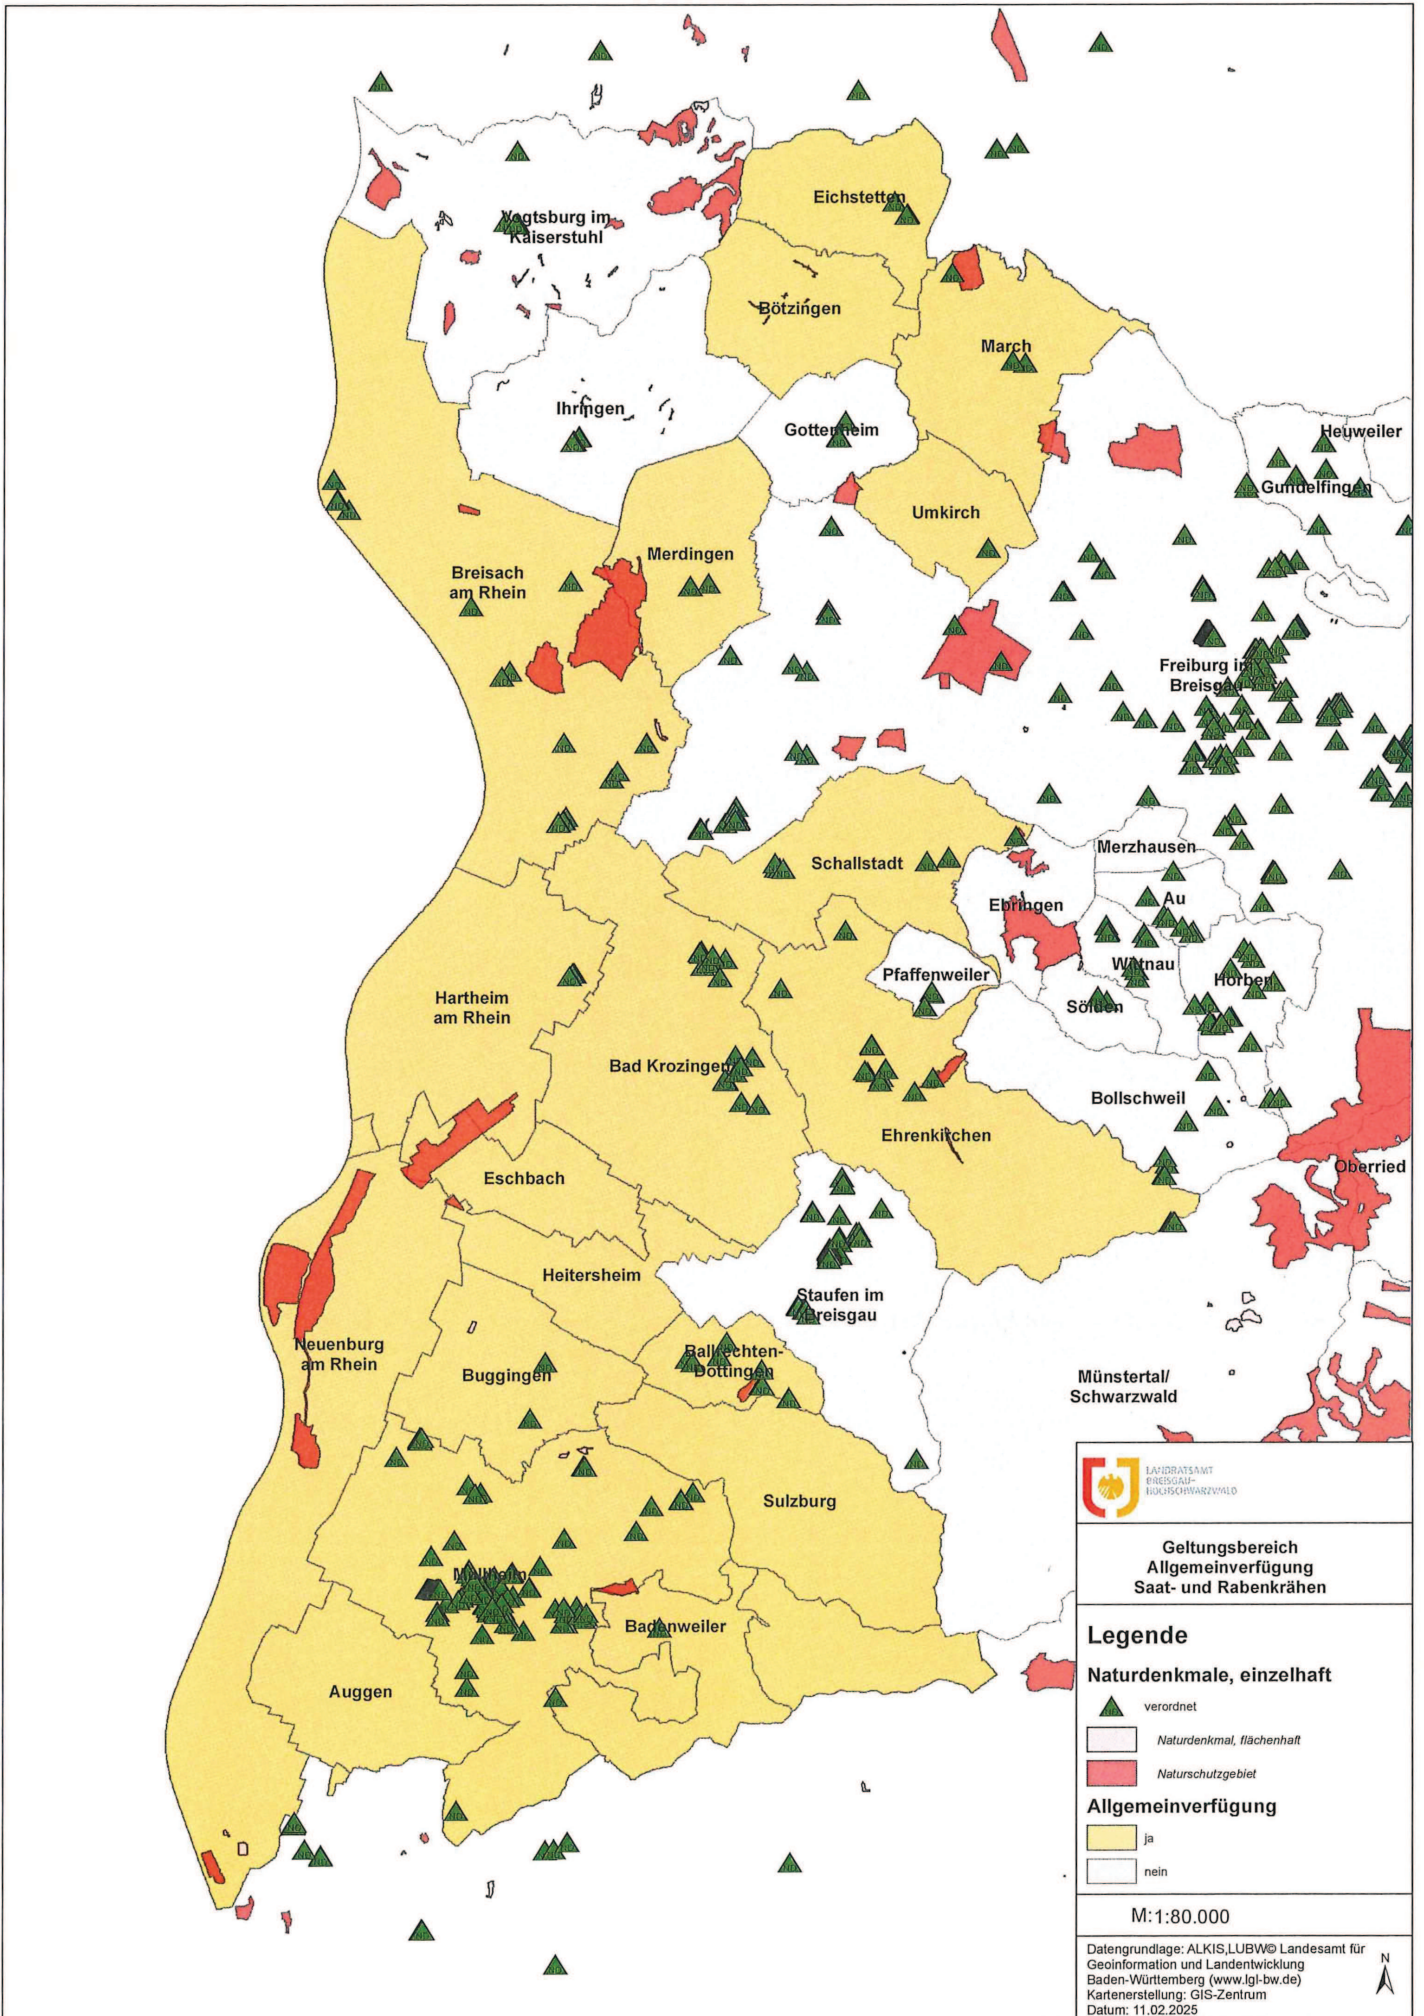 Eichstetten
Vogtsburg im
Kaiserstuhl
Bötzingen
March
Ihringen
Gottenheim
Heuweiler
Gundelfingen
Umkirch
Merdingen
Breisach
am Rhein
Freiburg im
Breisgau
Schallstadt
Merzhausen
Au
Ebringen
Wittnau
Pfaffenweiler
Horben
Hartheim
am Rhein
Sölden
Bad Krozingen
Bollschweil
Ehrenkirchen
Oberried
Eschbach
Heitersheim
Staufen im
Breisgau
Neuenburg
am Rhein
Ballrechten-
Dottingen
Buggingen
Münstertal/
Schwarzwald
Sulzburg
Müllheim
Badenweiler
Auggen
LANDRATSAMT
BREISGAU-
HOCHSCHWARZWALD
Geltungsbereich
Allgemeinverfügung
Saat- und Rabenkrähen
Legende
Naturdenkmale, einzelhaft
ND verordnet
Naturdenkmal, flächenhaft
Naturschutzgebiet
Allgemeinverfügung
ja
nein
M:1:80.000
Datengrundlage: ALKIS,LUBW© Landesamt für
Geoinformation und Landentwicklung
Baden-Württemberg (www.lgl-bw.de)
Kartenerstellung: GIS-Zentrum
Datum: 11.02.2025
N